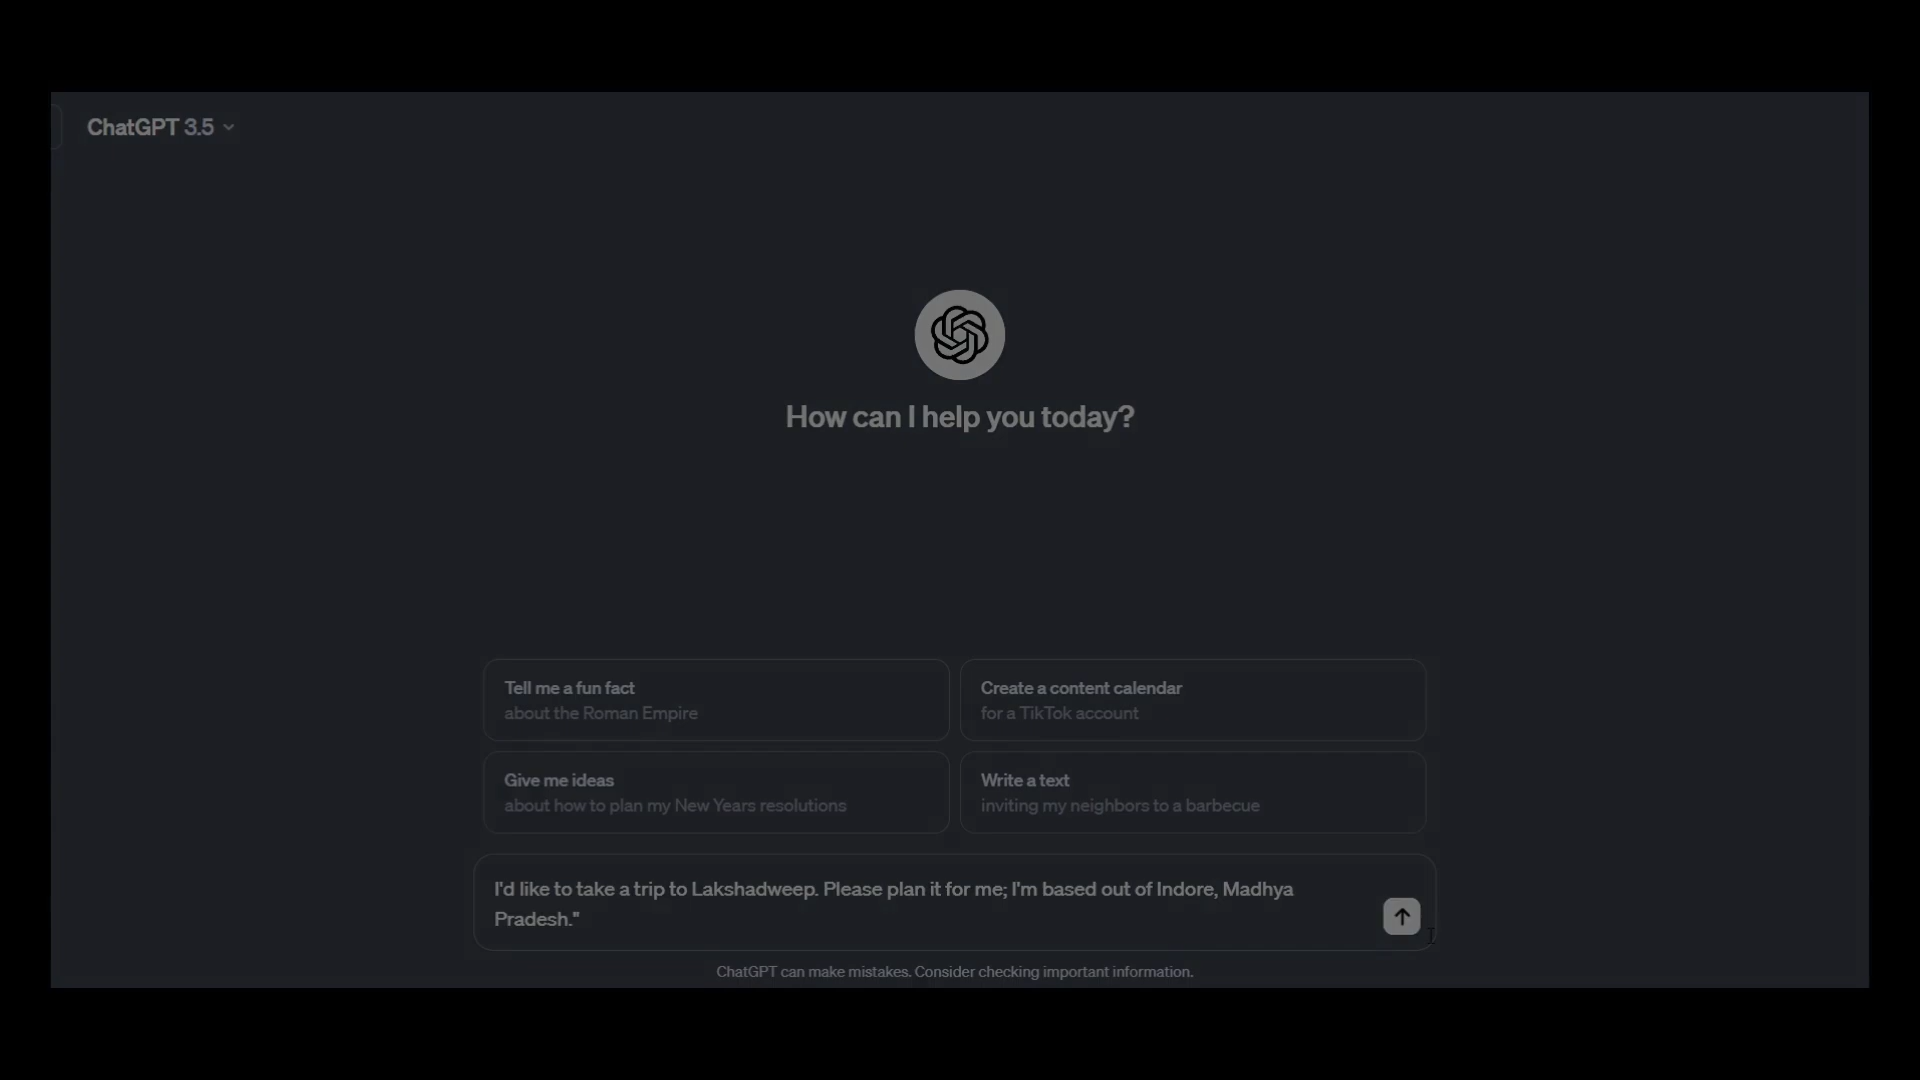 ChatGPT 3.5
How can I help you today?
Tell me a fun fact
about the Roman Empire
Create a content calendar
for a TikTok account
Give me ideas
about how to plan my New Years resolutions
Write a text
inviting my neighbors to a barbecue
I'd like to take a trip to Lakshadweep. Please plan it for me; I'm based out of Indore, Madhya
Pradesh."
ChatGPT can make mistakes. Consider checking important information.